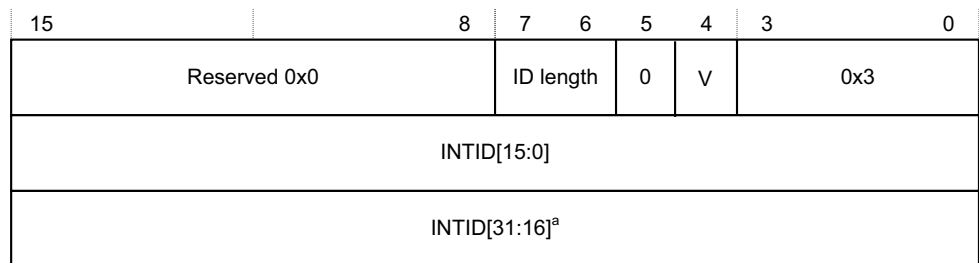 15 8 7 6 5 4 3 0
Reserved 0x0 ID length 0 V 0x3
INTID[15:0]
INTID[31:16]a